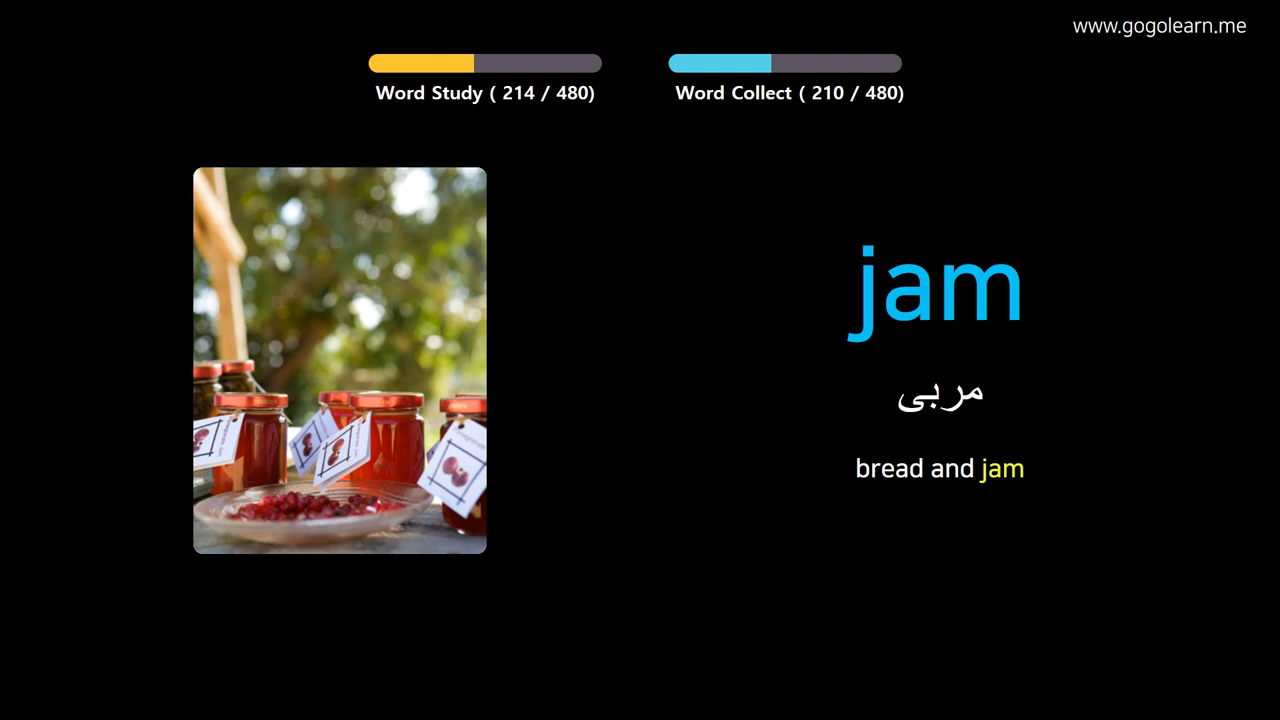 www.gogolearn.me
Word Study ( 214 / 480)
Word Collect ( 210 / 480)
jam
مربی
bread and jam